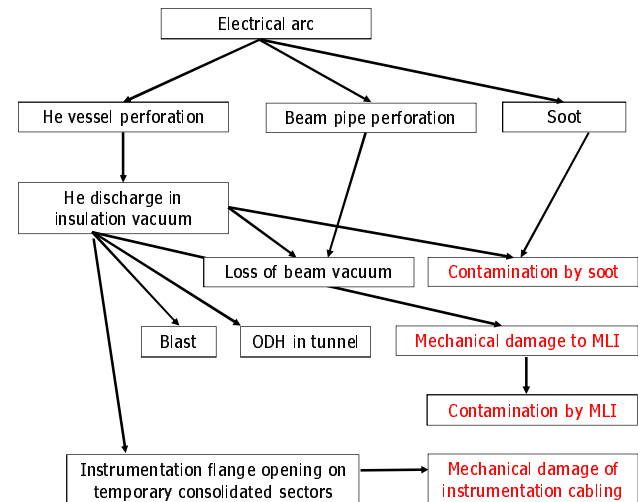 Electrical arc
He vessel perforation
Beam pipe perforation
Soot
He discharge in
insulation vacuum
Loss of beam vacuum
Contamination by soot
Blast
ODH in tunnel
Mechanical damage to MLI
Contamination by MLI
Instrumentation flange opening on
temporary consolidated sectors
Mechanical damage of
instrumentation cabling